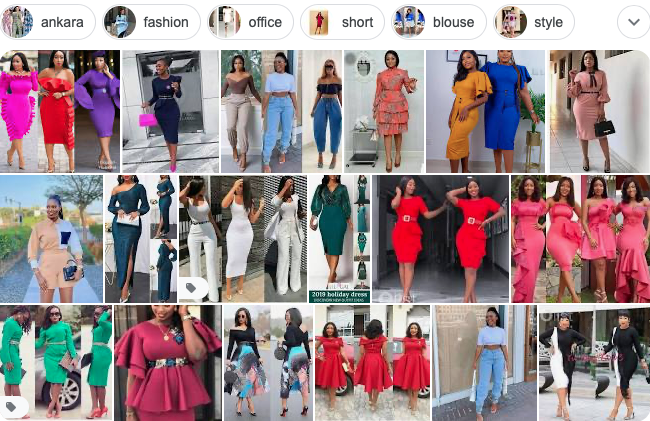 ankara
fashion
office
short
blouse
style
2019 holiday dress